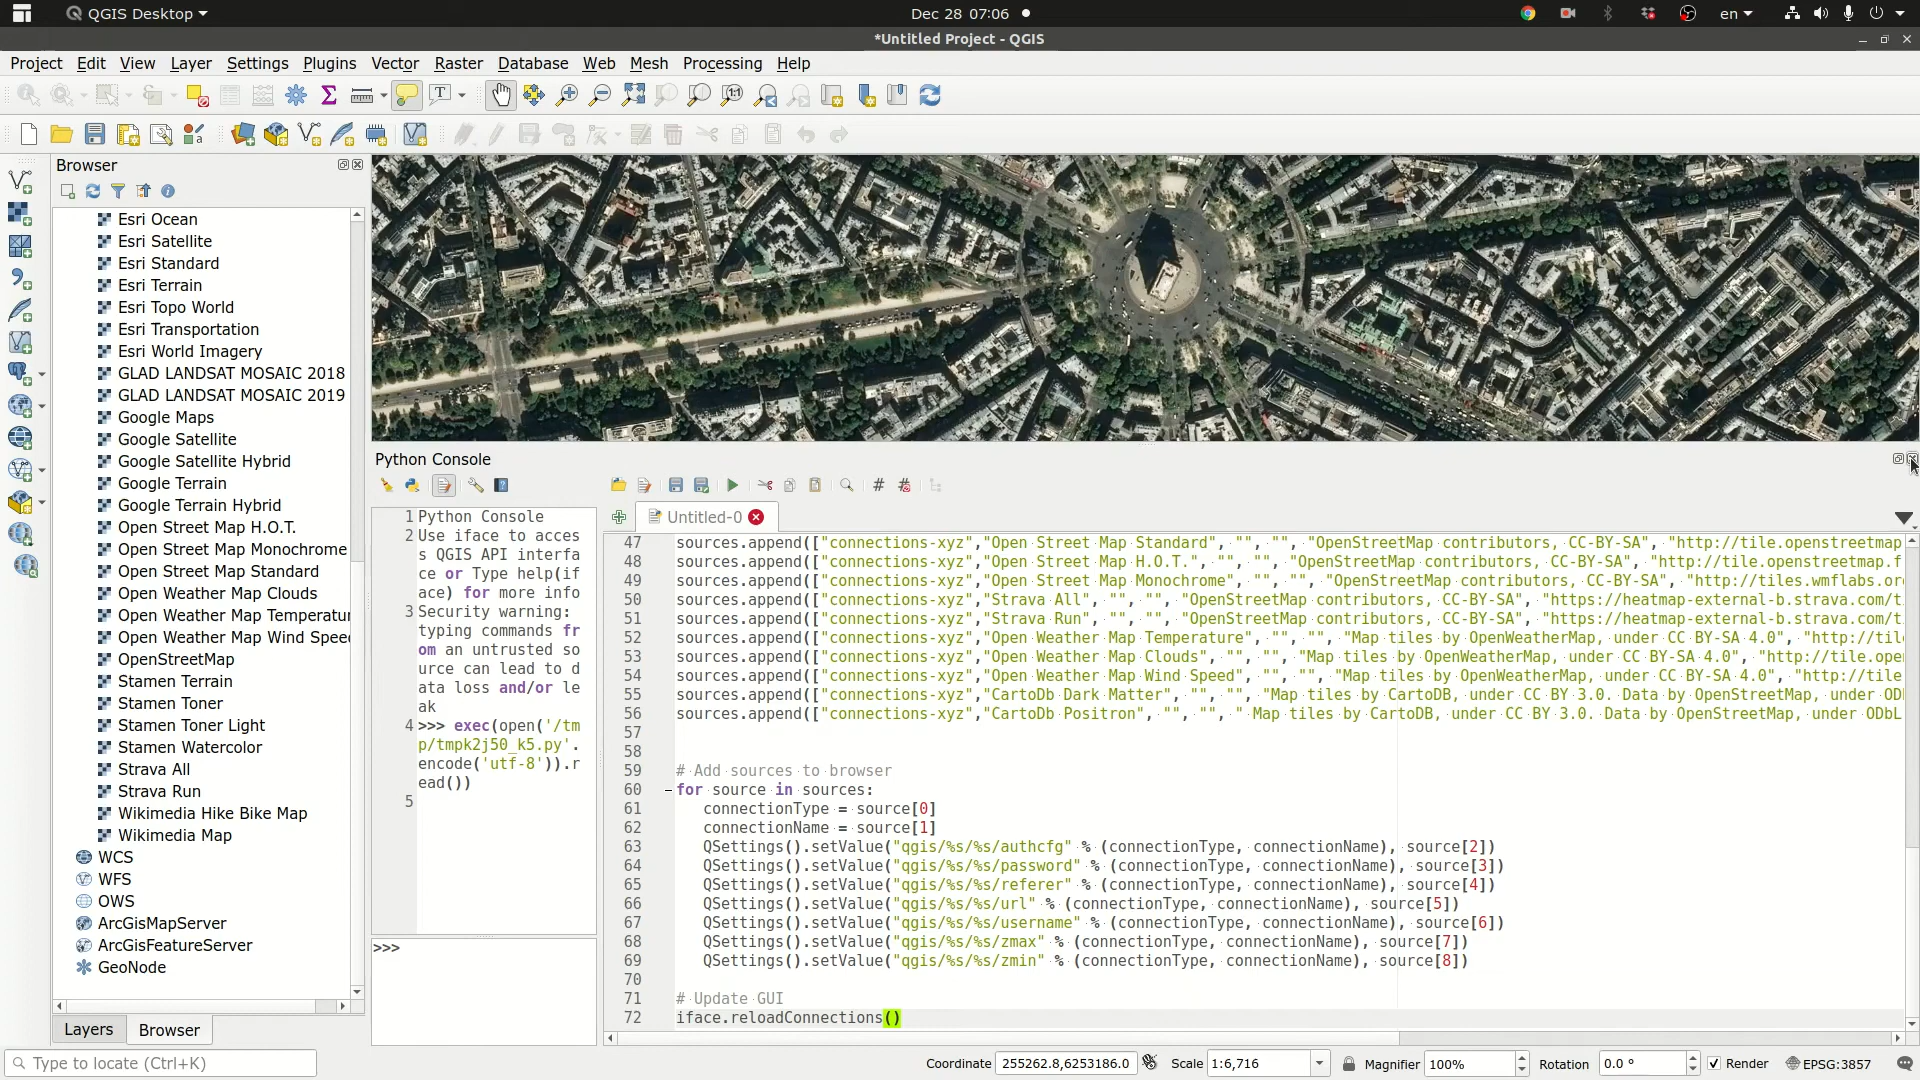 QGIS Desktop
Dec 28 07:06
en
*Untitled Project - QGIS
Project Edit View Layer Settings Plugins Vector Raster Database Web Mesh Processing Help
Browser
Esri Ocean
Esri Satellite
Esri Standard
Esri Terrain
Esri Topo World
Esri Transportation
Esri World Imagery
GLAD LANDSAT MOSAIC 2018
GLAD LANDSAT MOSAIC 2019
Google Maps
Google Satellite
Google Satellite Hybrid
Google Terrain
Google Terrain Hybrid
Open Street Map H.O.T.
Open Street Map Monochrome
Open Street Map Standard
Open Weather Map Clouds
Open Weather Map Temperatur
Open Weather Map Wind Speed
OpenStreetMap
Stamen Terrain
Stamen Toner
Stamen Toner Light
Stamen Watercolor
Strava All
Strava Run
Wikimedia Hike Bike Map
Wikimedia Map
WCS
WFS
OWS
ArcGisMapServer
ArcGisFeatureServer
GeoNode
Layers Browser
Python Console
1 Python Console
2 Use iface to acces
s QGIS API interfa
ce or Type help(if
ace) for more info
3 Security warning:
typing commands fr
om an untrusted so
urce can lead to d
ata loss and/or le
ak
4 >>> exec(open('/tm
p/tmpk2j50_k5.py'.
encode('utf-8')).r
ead())
5
>>>
Untitled-0
47 sources.append(["connections-xyz","Open Street Map Standard", "", "", "OpenStreetMap contributors, CC-BY-SA", "http://tile.openstreetmap
48 sources.append(["connections-xyz","Open Street Map H.O.T.", "", "", "OpenStreetMap contributors, CC-BY-SA", "http://tile.openstreetmap.f
49 sources.append(["connections-xyz","Open Street Map Monochrome", "", "", "OpenStreetMap contributors, CC-BY-SA", "http://tiles.wmflabs.or
50 sources.append(["connections-xyz","Strava All", "", "", "OpenStreetMap contributors, CC-BY-SA", "https://heatmap-external-b.strava.com/t
51 sources.append(["connections-xyz","Strava Run", "", "", "OpenStreetMap contributors, CC-BY-SA", "https://heatmap-external-b.strava.com/t
52 sources.append(["connections-xyz","Open Weather Map Temperature", "", "", "Map tiles by OpenWeatherMap, under CC BY-SA 4.0", "http://til
53 sources.append(["connections-xyz","Open Weather Map Clouds", "", "", "Map tiles by OpenWeatherMap, under CC BY-SA 4.0", "http://tile.ope
54 sources.append(["connections-xyz","Open Weather Map Wind Speed", "", "", "Map tiles by OpenWeatherMap, under CC BY-SA 4.0", "http://tile
55 sources.append(["connections-xyz","CartoDb Dark Matter", "", "", "Map tiles by CartoDB, under CC BY 3.0. Data by OpenStreetMap, under OD
56 sources.append(["connections-xyz","CartoDb Positron", "", "", " Map tiles by CartoDB, under CC BY 3.0. Data by OpenStreetMap, under ODbL
57
58
59 # Add sources to browser
60 for source in sources:
61 connectionType = source[0]
62 connectionName = source[1]
63 QSettings().setValue("qgis/%s/%s/authcfg" % (connectionType, connectionName), source[2])
64 QSettings().setValue("qgis/%s/%s/password" % (connectionType, connectionName), source[3])
65 QSettings().setValue("qgis/%s/%s/referer" % (connectionType, connectionName), source[4])
66 QSettings().setValue("qgis/%s/%s/url" % (connectionType, connectionName), source[5])
67 QSettings().setValue("qgis/%s/%s/username" % (connectionType, connectionName), source[6])
68 QSettings().setValue("qgis/%s/%s/zmax" % (connectionType, connectionName), source[7])
69 QSettings().setValue("qgis/%s/%s/zmin" % (connectionType, connectionName), source[8])
70
71 # Update GUI
72 iface.reloadConnections()
Type to locate (Ctrl+K) Coordinate 255262.8,6253186.0 Scale 1:6,716 Magnifier 100% Rotation 0.0 ° Render EPSG:3857